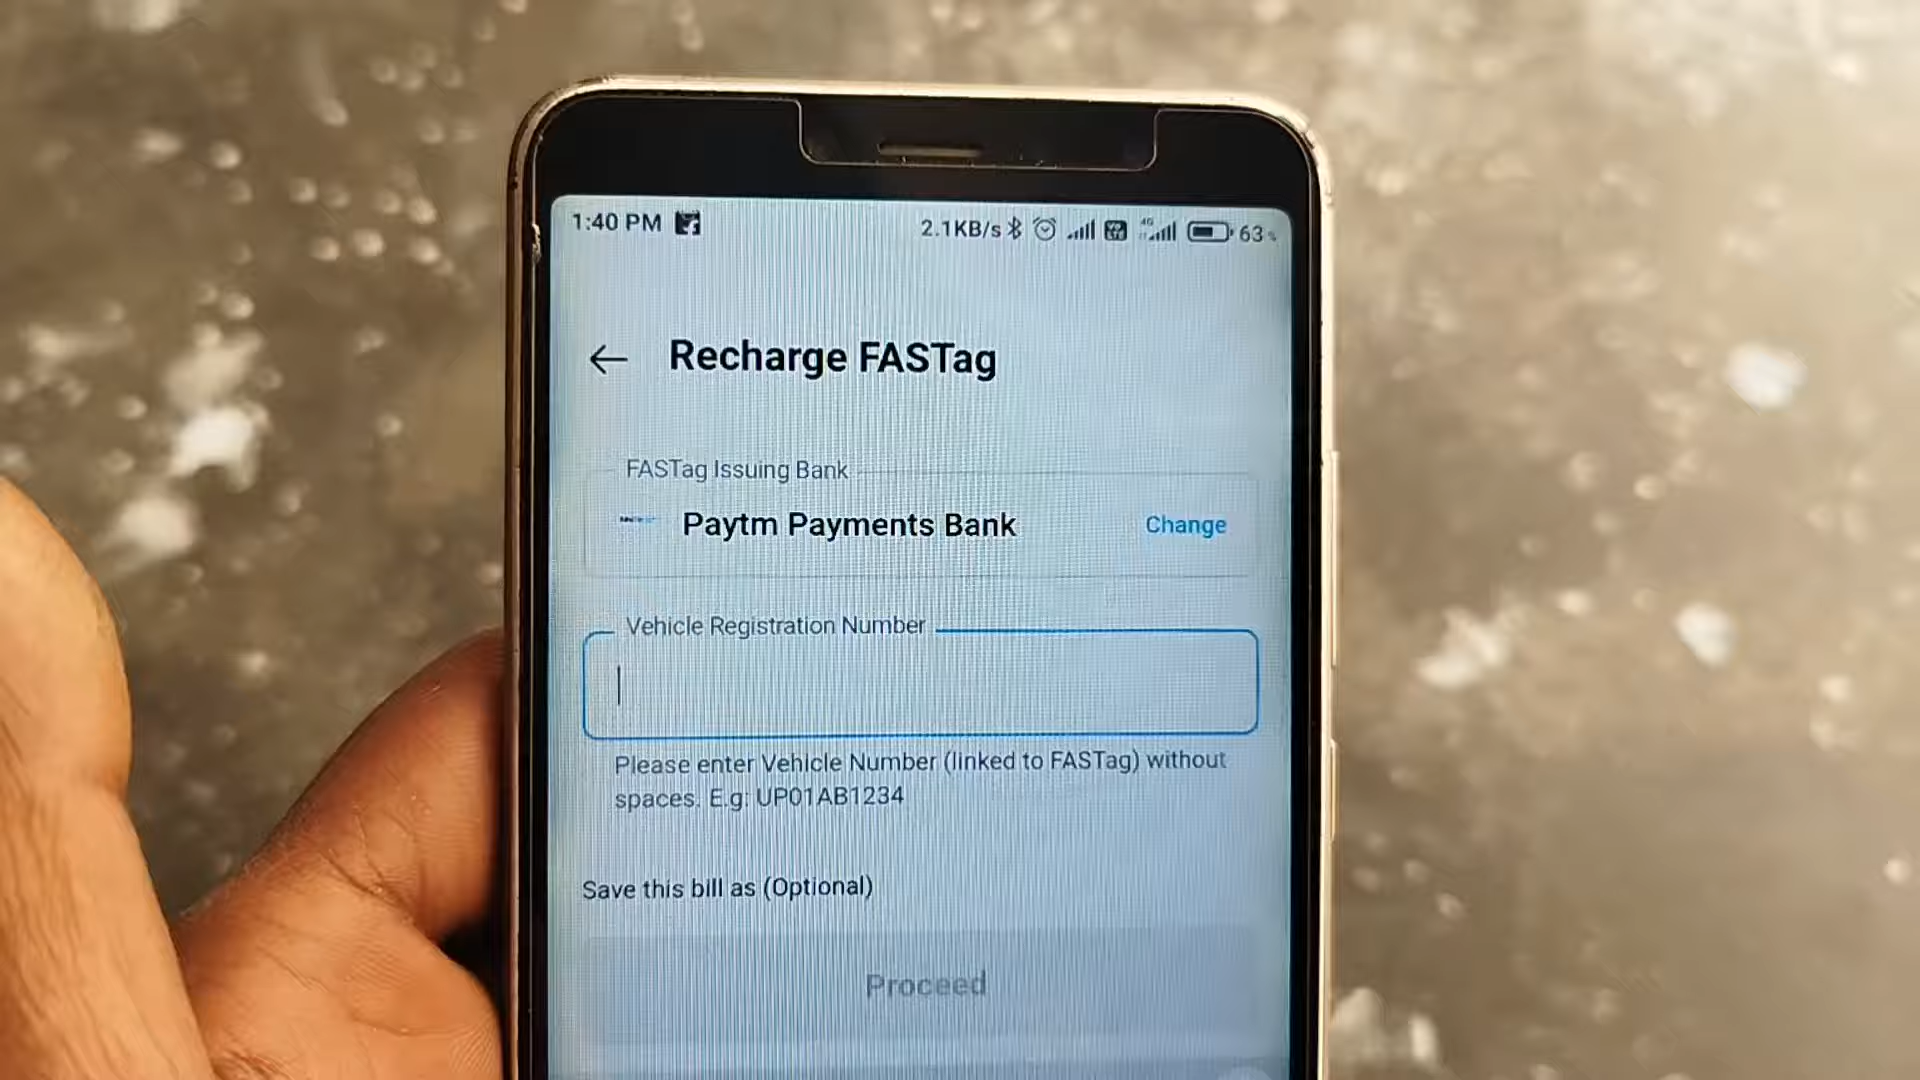 1:40 PM
2.1KB/s 4G 63
Recharge FASTag
FASTag Issuing Bank
Paytm Payments Bank
Change
Vehicle Registration Number
Please enter Vehicle Number (linked to FASTag) without
spaces. E.g: UP01AB1234
Save this bill as (Optional)
Proceed